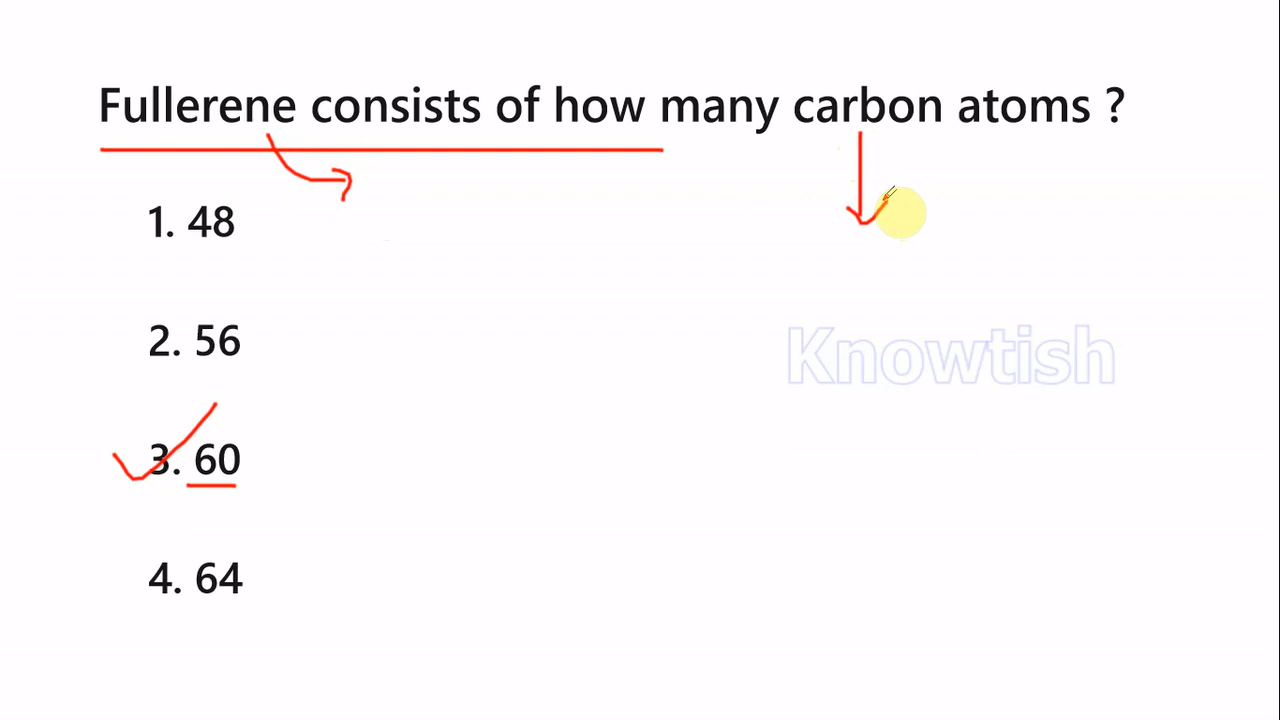 Fullerene consists of how many carbon atoms ?
1. 48
2. 56
Knowtish
3. 60
4. 64